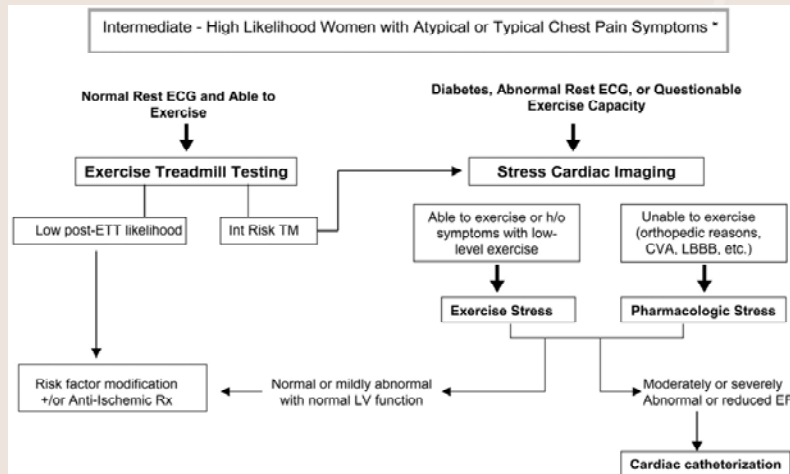 Intermediate - High Likelihood Women with Atypical or Typical Chest Pain Symptoms ~
Normal Rest ECG and Able to
Exercise
Diabetes, Abnormal Rest ECG, or Questionable
Exercise Capacity
Exercise Treadmill Testing
Stress Cardiac Imaging
Low post-ETT likelihood
Int Risk TM
Able to exercise or h/o
symptoms with low-
level exercise
Unable to exercise
(orthopedic reasons,
CVA, LBBB, etc.)
Exercise Stress
Pharmacologic Stress
Risk factor modification
+/or Anti-Ischemic Rx
Normal or mildly abnormal
with normal LV function
Moderately or severely
Abnormal or reduced EF
Cardiac catheterization